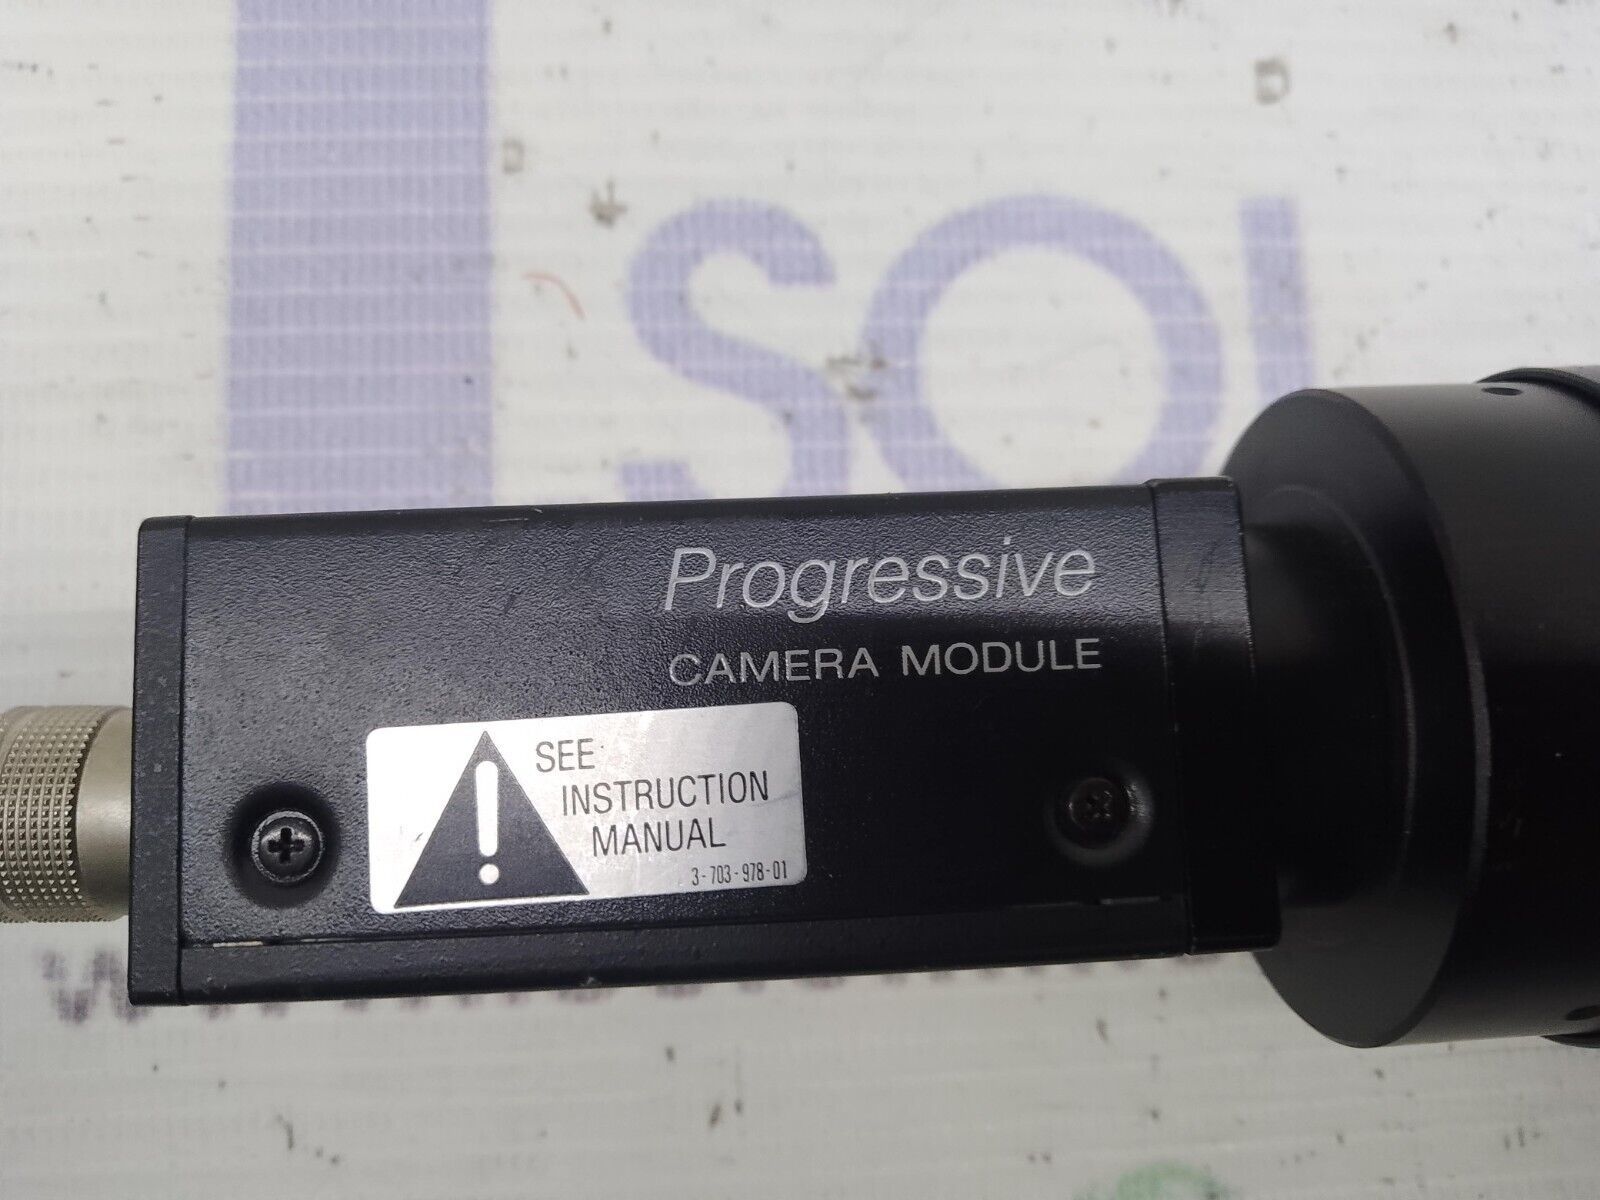 Progressive
CAMERA MODULE
SEE
INSTRUCTION
MANUAL
3-703-978-01